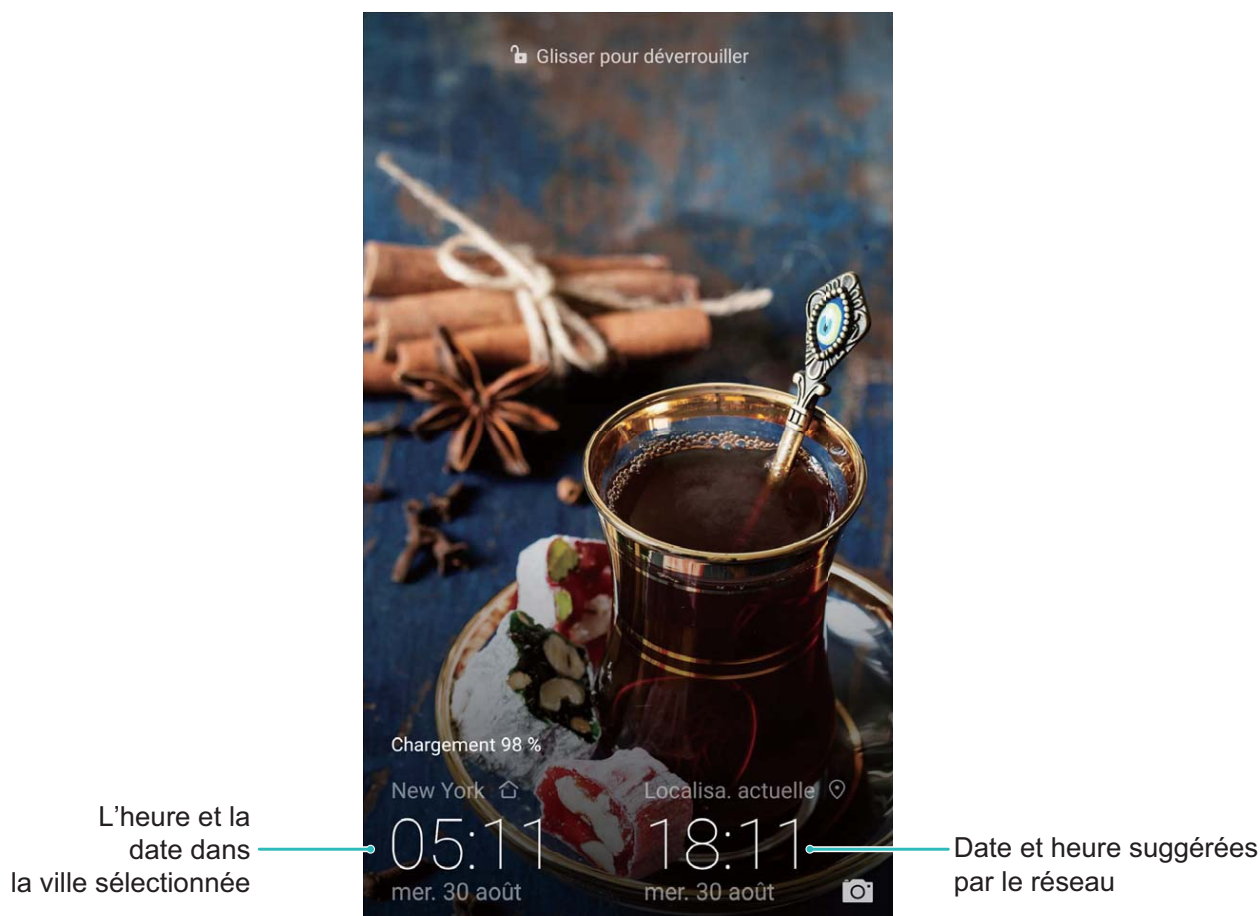 Glisser pour déverrouiller
Chargement 98 %
New York
Localisa. actuelle
05:11
18:11
mer. 30 août
mer. 30 août
L’heure et la
date dans
la ville sélectionnée
Date et heure suggérées
par le réseau